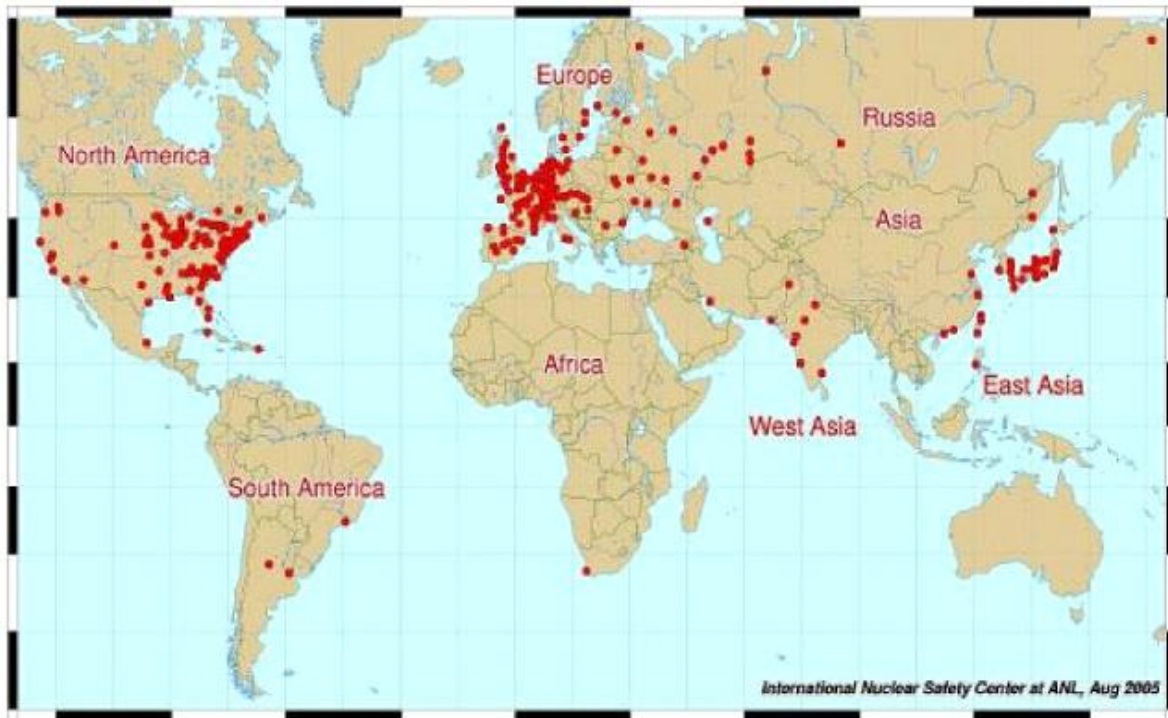 Europe
Russia
North America
Asia
Africa
East Asia
West Asia
South America
International Nuclear Safety Center at ANL, Aug 2005